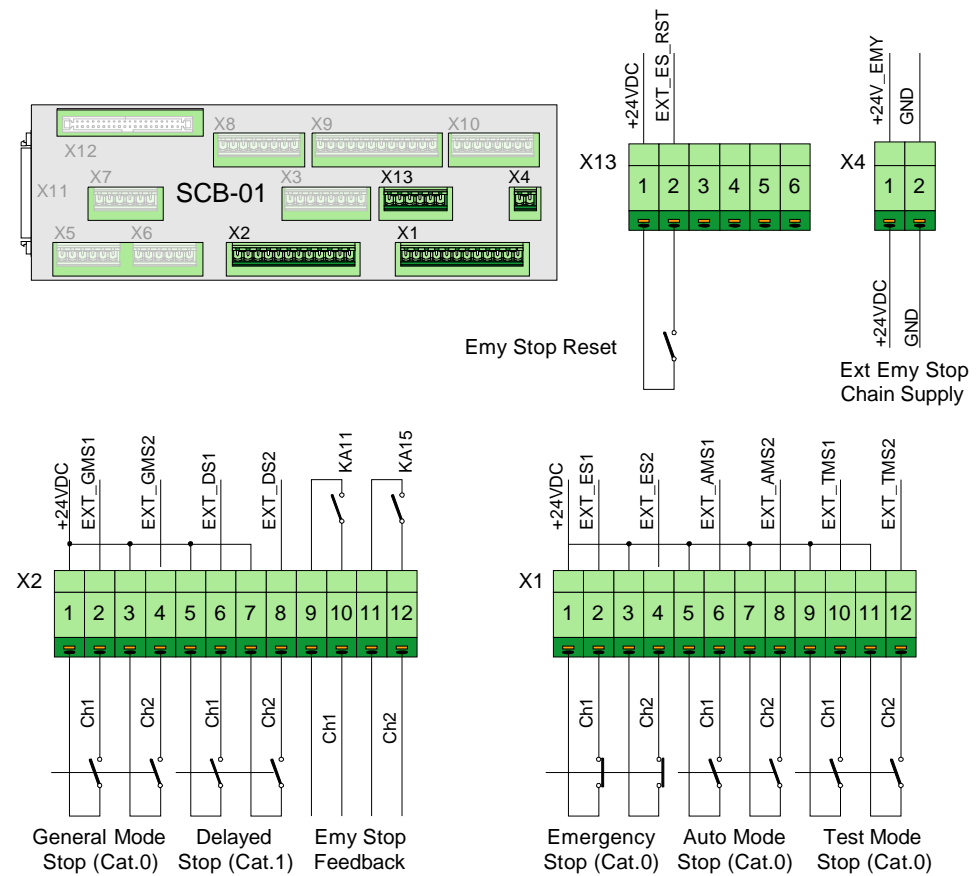 X8
X9
X10
X12
X11
X7
SCB-01
X3
X13
X4
X5
X6
X2
X1
+24VDC
EXT_ES_RST
X13
1 2 3 4 5 6
Emy Stop Reset
+24V_EMY
GND
X4
1 2
+24VDC
GND
Ext Emy Stop
Chain Supply
+24VDC
EXT_GMS1
EXT_GMS2
EXT_DS1
EXT_DS2
KA11
KA15
X2
1 2 3 4 5 6 7 8 9 10 11 12
Ch1
Ch2
Ch1
Ch2
Ch1
Ch2
General Mode
Stop (Cat.0)
Delayed
Stop (Cat.1)
Emy Stop
Feedback
+24VDC
EXT_ES1
EXT_ES2
EXT_AMS1
EXT_AMS2
EXT_TMS1
EXT_TMS2
X1
1 2 3 4 5 6 7 8 9 10 11 12
Ch1
Ch2
Ch1
Ch2
Ch1
Ch2
Emergency
Stop (Cat.0)
Auto Mode
Stop (Cat.0)
Test Mode
Stop (Cat.0)